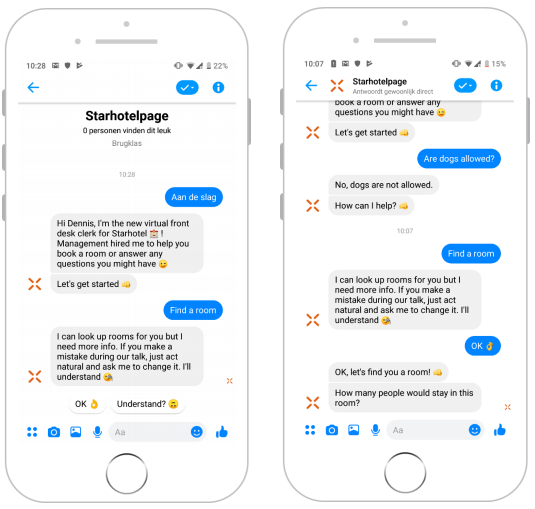 10:28
22%
Starhotelpage
0 personen vinden dit leuk
Brugklas
10:28
Aan de slag
Hi Dennis, I'm the new virtual front
desk clerk for Starhotel 🏨 !
Management hired me to help you
book a room or answer any
questions you might have 😄
Let's get started 🤜
Find a room
I can look up rooms for you but I
need more info. If you make a
mistake during our talk, just act
natural and ask me to change it. I'll
understand 🤓
OK 👌
Understand? 🙃
Aa
10:07
15%
Starhotelpage
Antwoordt gewoonlijk direct
book a room or answer any
questions you might have 😄
Let's get started 🤜
Are dogs allowed?
No, dogs are not allowed.
How can I help? 🤜
10:07
Find a room
I can look up rooms for you but I
need more info. If you make a
mistake during our talk, just act
natural and ask me to change it. I'll
understand 🤓
OK 👌
OK, let's find you a room! 🤜
How many people would stay in this
room?
Aa